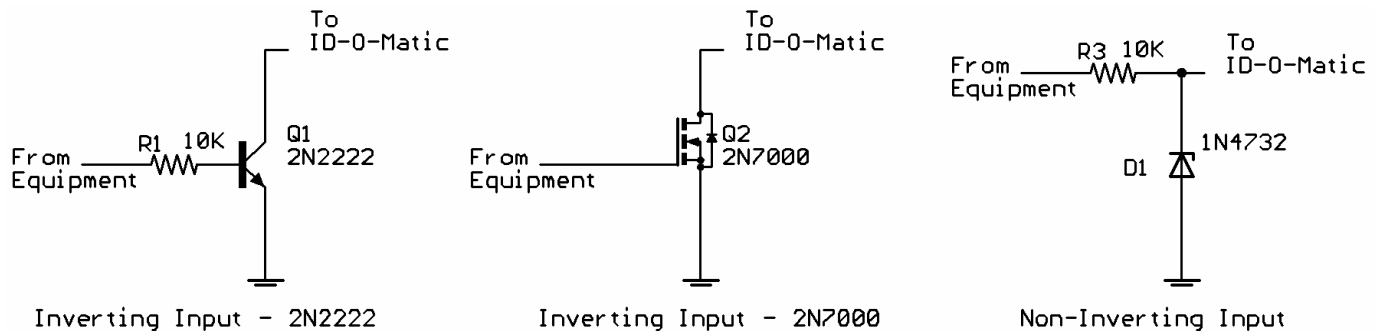 To
ID-O-Matic
R1 10K
Q1
2N2222
From
Equipment
Inverting Input - 2N2222
To
ID-O-Matic
Q2
2N7000
From
Equipment
Inverting Input - 2N7000
To
ID-O-Matic
R3 10K
From
Equipment
1N4732
D1
Non-Inverting Input